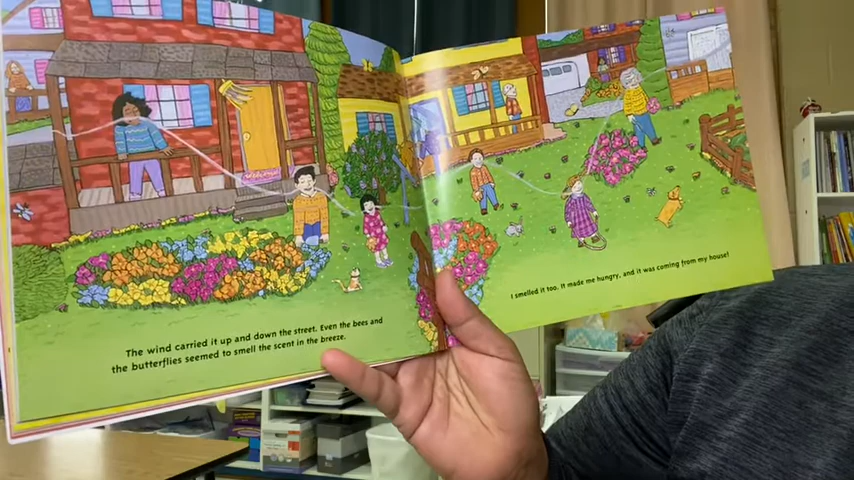 Welcome
The wind carried it up and down the street. Even the bees and
the butterflies seemed to smell the scent in the breeze.
I smelled it too. It made me hungry, and it was coming from my house!